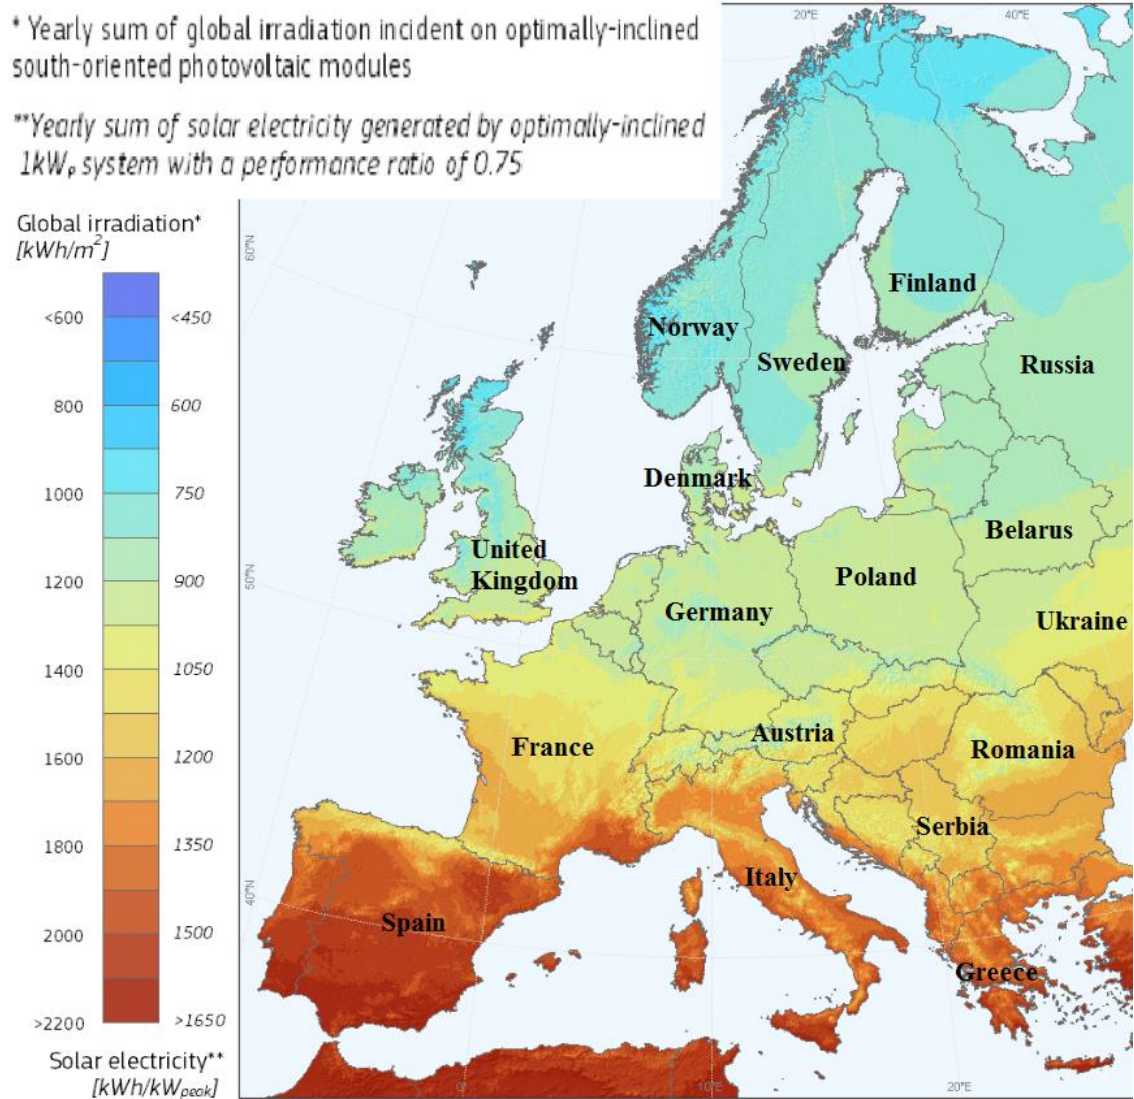 * Yearly sum of global irradiation incident on optimally-inclined
south-oriented photovoltaic modules
**Yearly sum of solar electricity generated by optimally-inclined
1kWₚ system with a performance ratio of 0.75
Global irradiation*
[kWh/m²]
<600 <450
800 600
1000 750
1200 900
1400 1050
1600 1200
1800 1350
2000 1500
>2200 >1650
Solar electricity**
[kWh/kWpeak]
20°E
40°E
60°N
50°N
40°N
0°
10°E
20°E
Finland
Norway
Sweden
Russia
Denmark
Belarus
United
Kingdom
Poland
Germany
Ukraine
Austria
France
Romania
Serbia
Italy
Spain
Greece